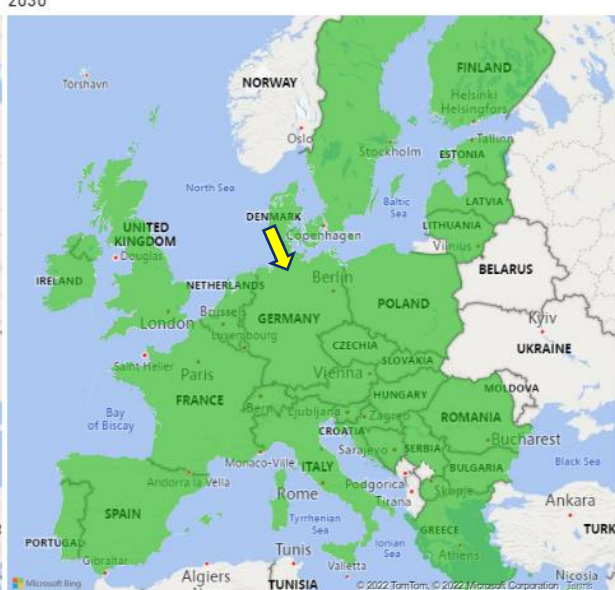 2030
Torshavn
NORWAY
FINLAND
Helsinki
Helsingfors
Oslo
Stockholm
Tallinn
ESTONIA
North Sea
Baltic
Sea
LATVIA
DENMARK
Copenhagen
LITHUANIA
Vilnius
UNITED
KINGDOM
Douglas
IRELAND
NETHERLANDS
Berlin
BELARUS
London
Brussels
GERMANY
POLAND
Luxembourg
Kyiv
CZECHIA
UKRAINE
SLOVAKIA
Saint Helier
Paris
Vienna
FRANCE
Bern
HUNGARY
MOLDOVA
Bay
of Biscay
Ljubljana
Zagreb
ROMANIA
CROATIA
Bucharest
Sarajevo
SERBIA
Monaco-Ville
ITALY
BULGARIA
Black Sea
Andorra la Vella
Podgorica
Skopje
Rome
Tirana
Ankara
SPAIN
Tyrrhenian
Sea
GREECE
TURK
PORTUGAL
Ionian
Sea
Athens
Gibraltar
Tunis
Valletta
Nicosia
Algiers
TUNISIA
Microsoft Bing
© 2022 TomTom, © 2022 Microsoft Corporation Terms